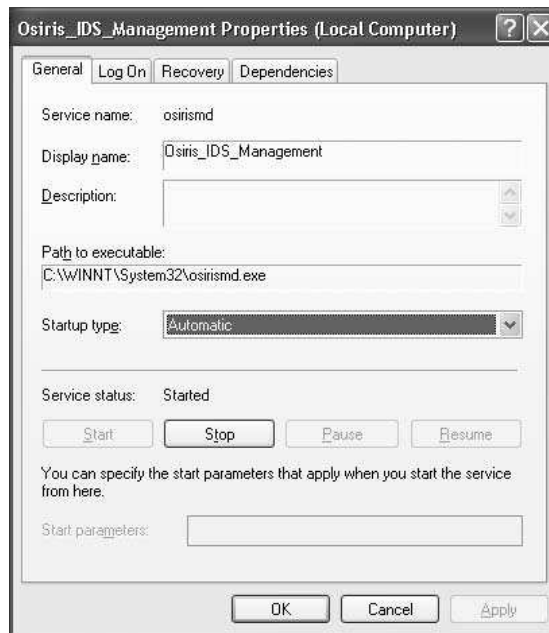 Osiris_IDS_Management Properties (Local Computer)
General Log On Recovery Dependencies
Service name: osirismd
Display name: Osiris_IDS_Management
Description:
Path to executable:
C:\WINNT\System32\osirismd.exe
Startup type: Automatic
Service status: Started
Start Stop Pause Resume
You can specify the start parameters that apply when you start the service
from here.
Start parameters:
OK Cancel Apply